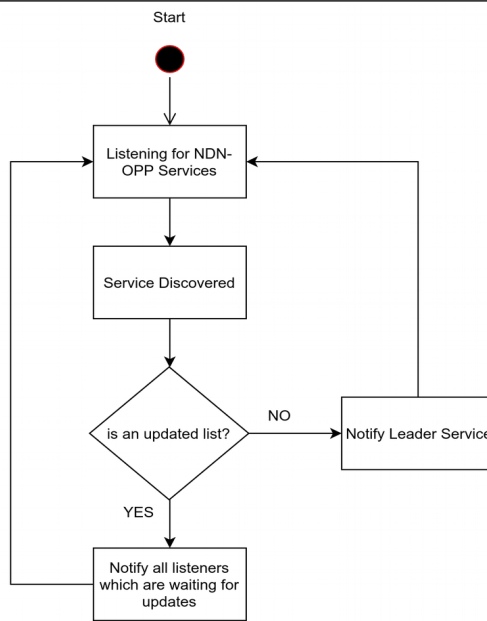 Start
Listening for NDN-
OPP Services
Service Discovered
is an updated list?
NO
Notify Leader Service
YES
Notify all listeners
which are waiting for
updates